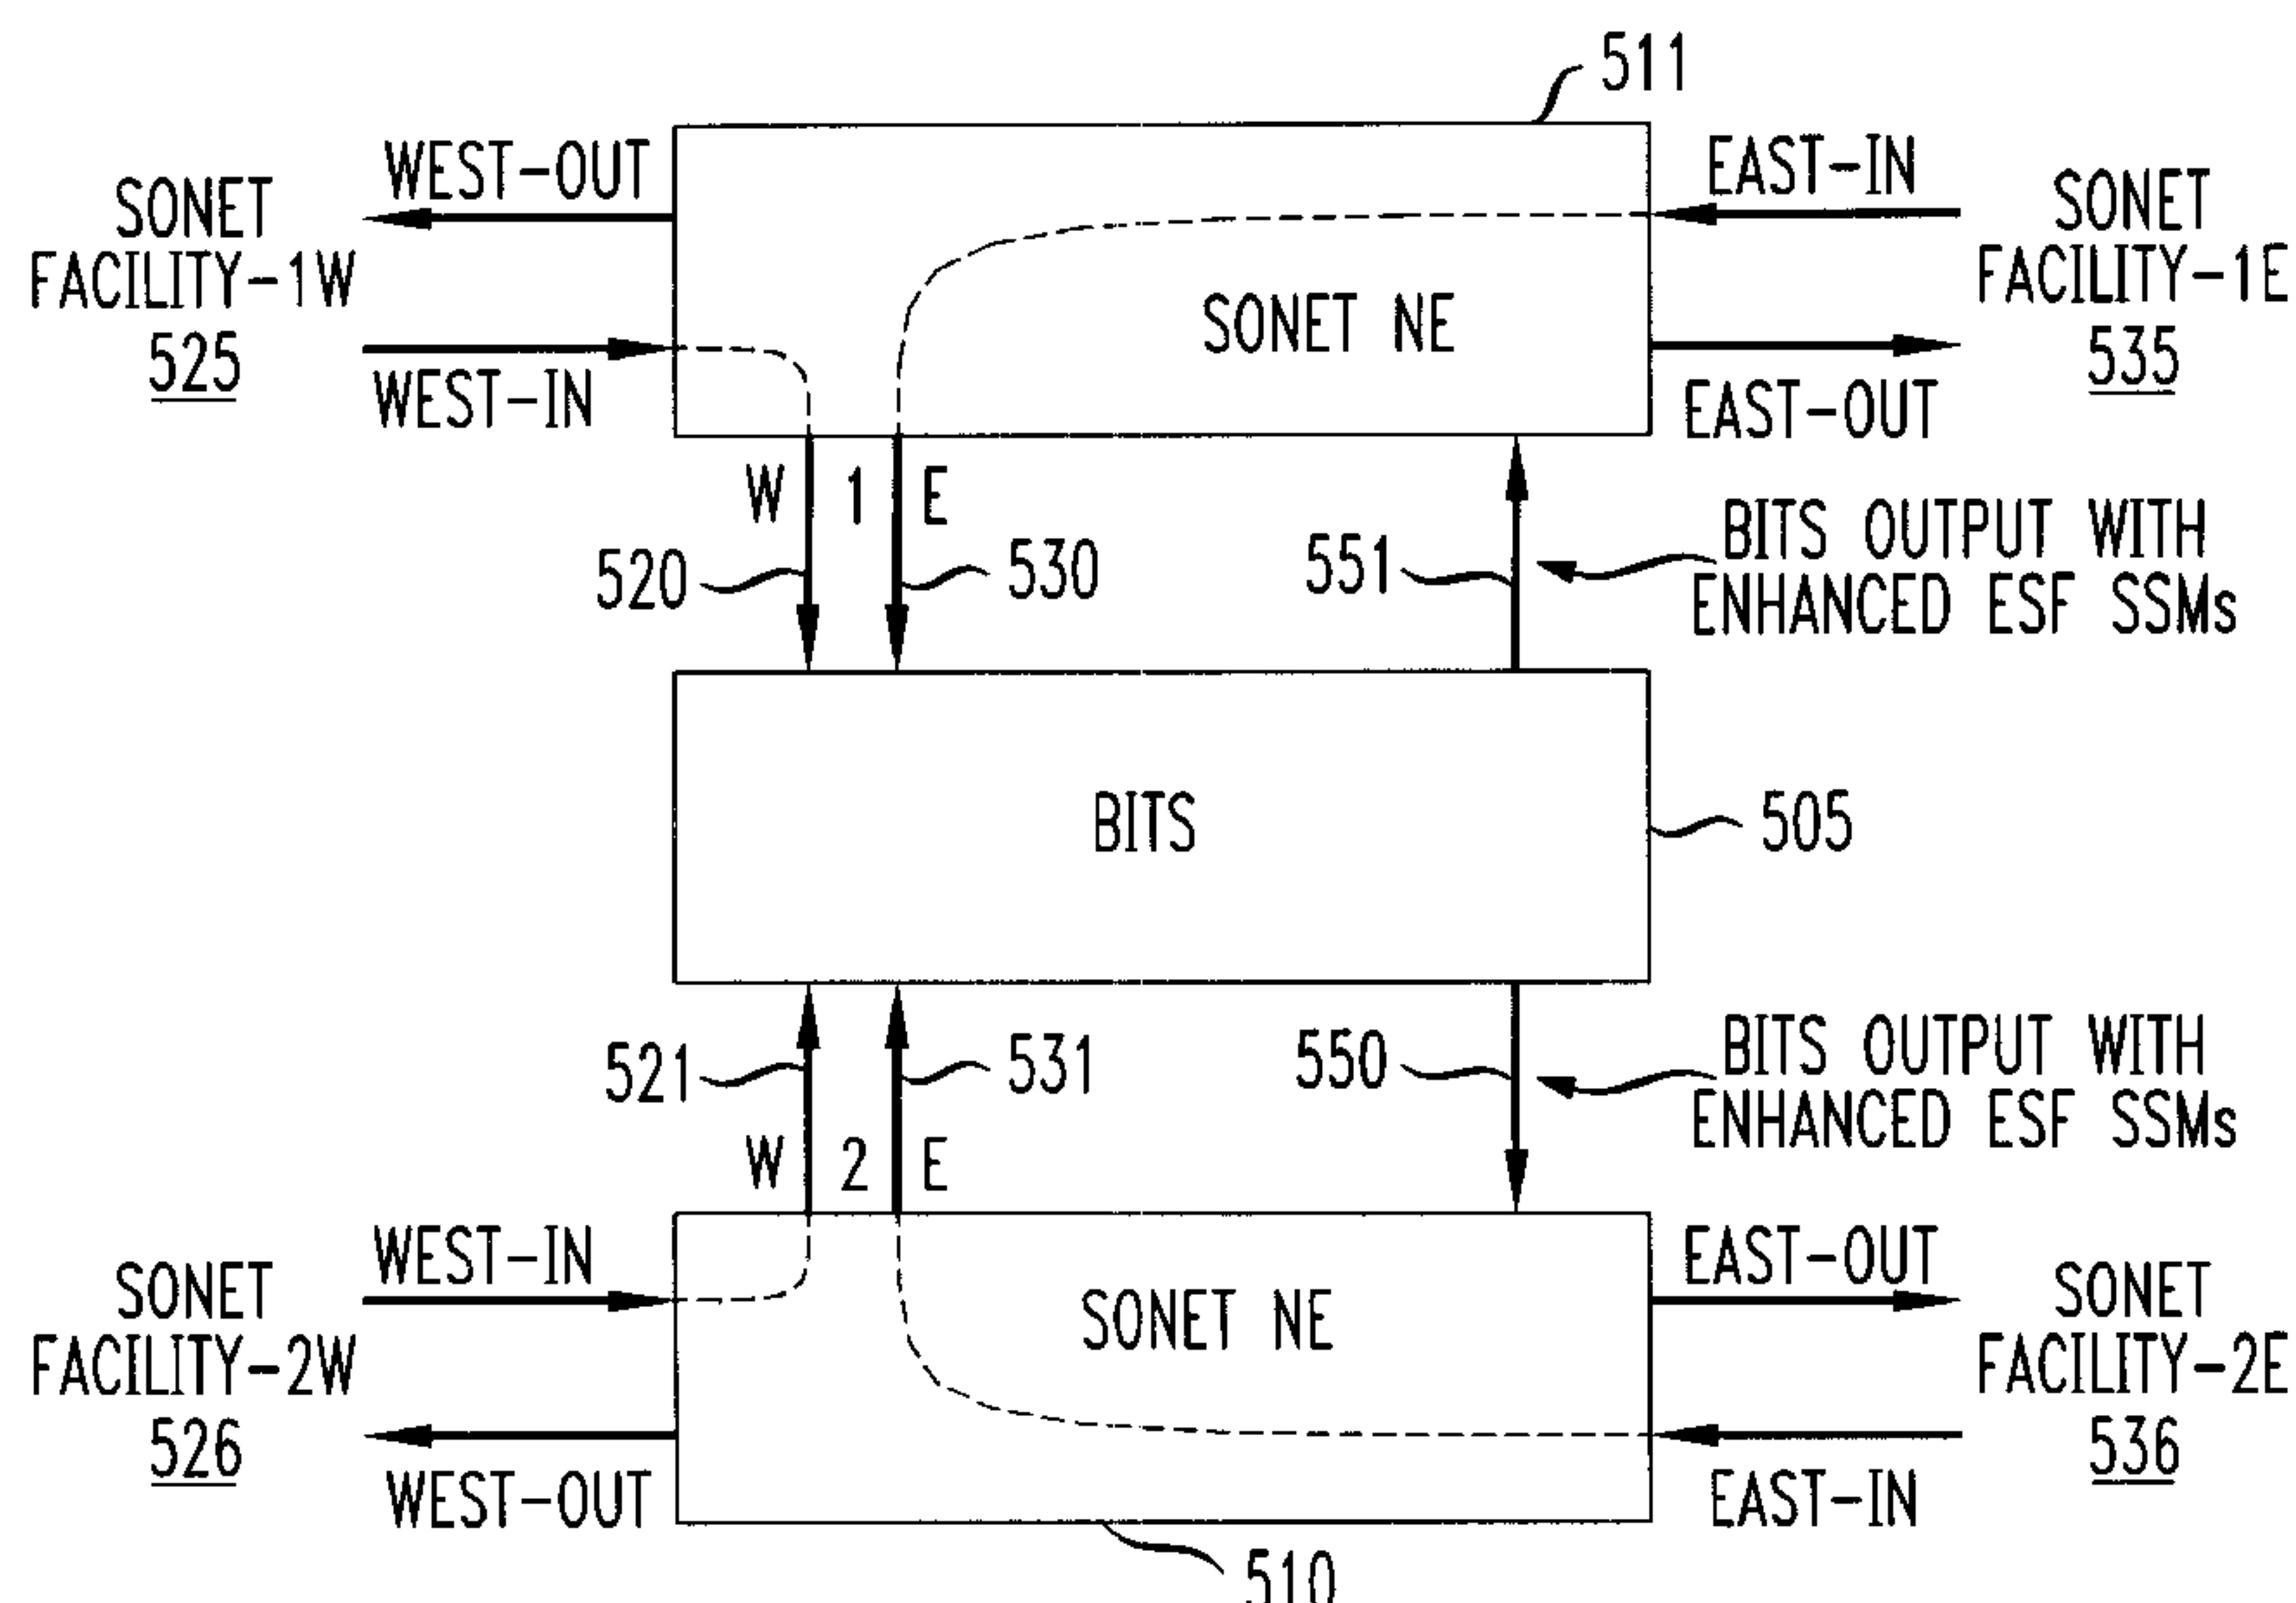 511
WEST-OUT
EAST-IN
SONET
FACILITY-1W
525
SONET
FACILITY-1E
535
SONET NE
WEST-IN
EAST-OUT
W 1 E
520
530
551
BITS OUTPUT WITH
ENHANCED ESF SSMs
BITS
505
521
531
550
BITS OUTPUT WITH
ENHANCED ESF SSMs
W 2 E
WEST-IN
EAST-OUT
SONET
FACILITY-2W
526
SONET NE
SONET
FACILITY-2E
536
WEST-OUT
EAST-IN
510